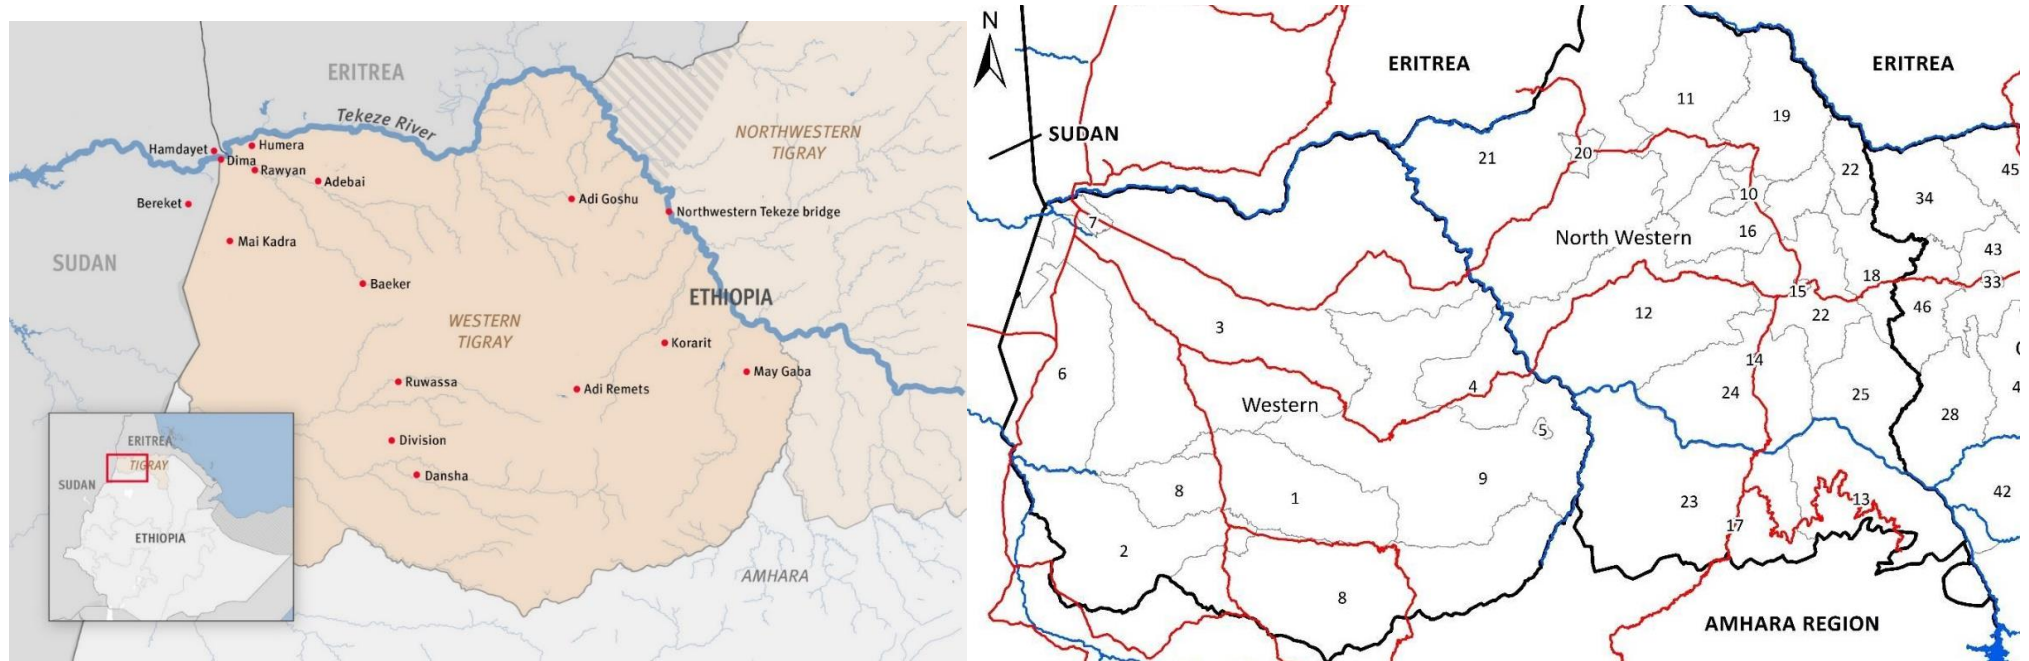 ERITREA
Tekeze River
NORTHWESTERN
TIGRAY
Hamdayet
Humera
Dima
Rawyan
Adebai
Bereket
Adi Goshu
Northwestern Tekeze bridge
Mai Kadra
SUDAN
Baeker
ETHIOPIA
WESTERN
TIGRAY
Korarit
May Gaba
Ruwassa
Adi Remets
Division
Dansha
AMHARA
ERITREA
TIGRAY
SUDAN
ETHIOPIA
N
ERITREA
ERITREA
SUDAN
11
19
21
20
22
45
34
10
7
16
North Western
43
18
33
15
46
12
22
3
14
6
4
24
25
28
4
Western
5
9
8
1
23
13
42
17
2
8
AMHARA REGION